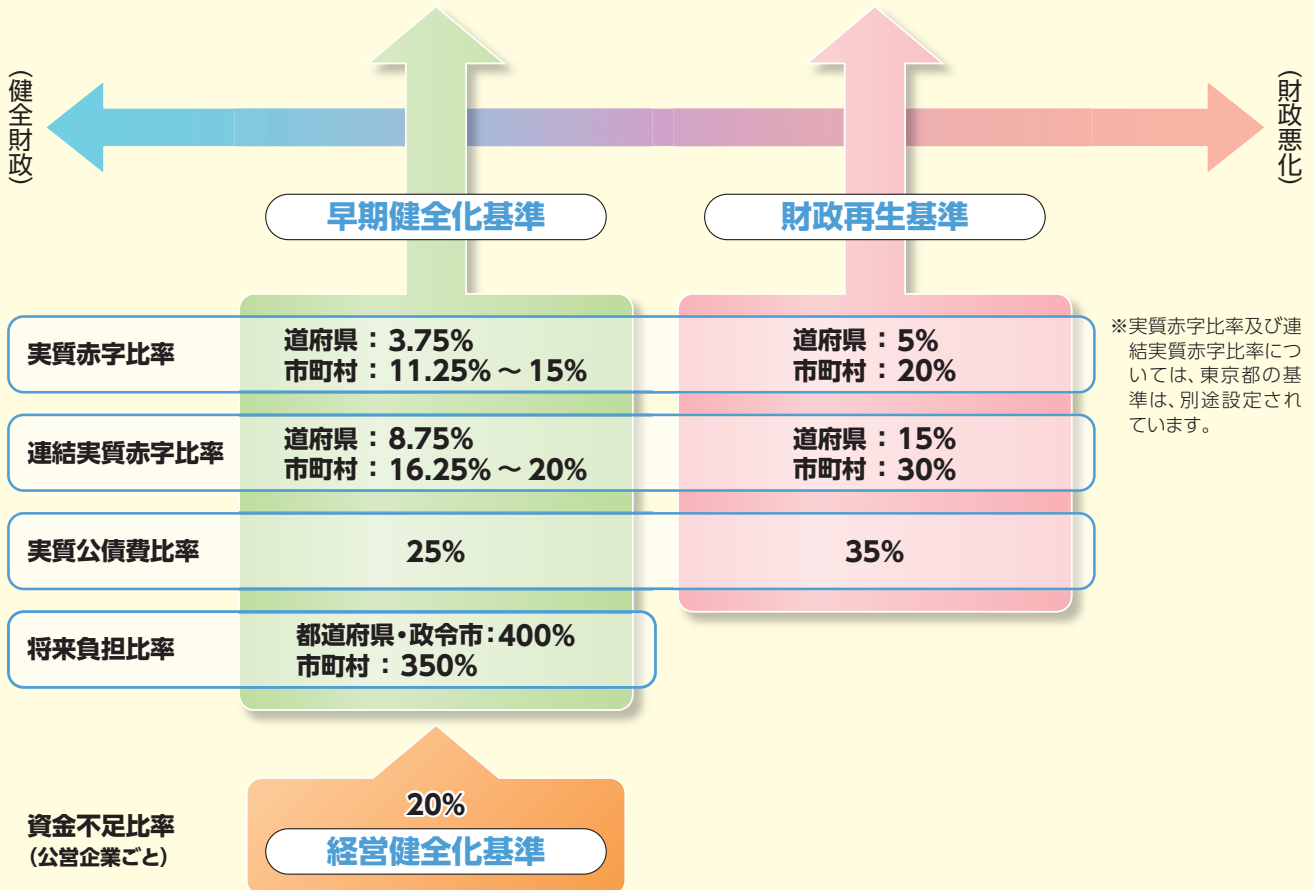 (健全財政)
(財政悪化)
早期健全化基準
財政再生基準
実質赤字比率
道府県：3.75%
市町村：11.25%～15%
道府県：5%
市町村：20%
※実質赤字比率及び連
結実質赤字比率につ
いては、東京都の基
準は、別途設定され
ています。
連結実質赤字比率
道府県：8.75%
市町村：16.25%～20%
道府県：15%
市町村：30%
実質公債費比率
25%
35%
将来負担比率
都道府県・政令市：400%
市町村：350%
資金不足比率
(公営企業ごと)
20%
経営健全化基準